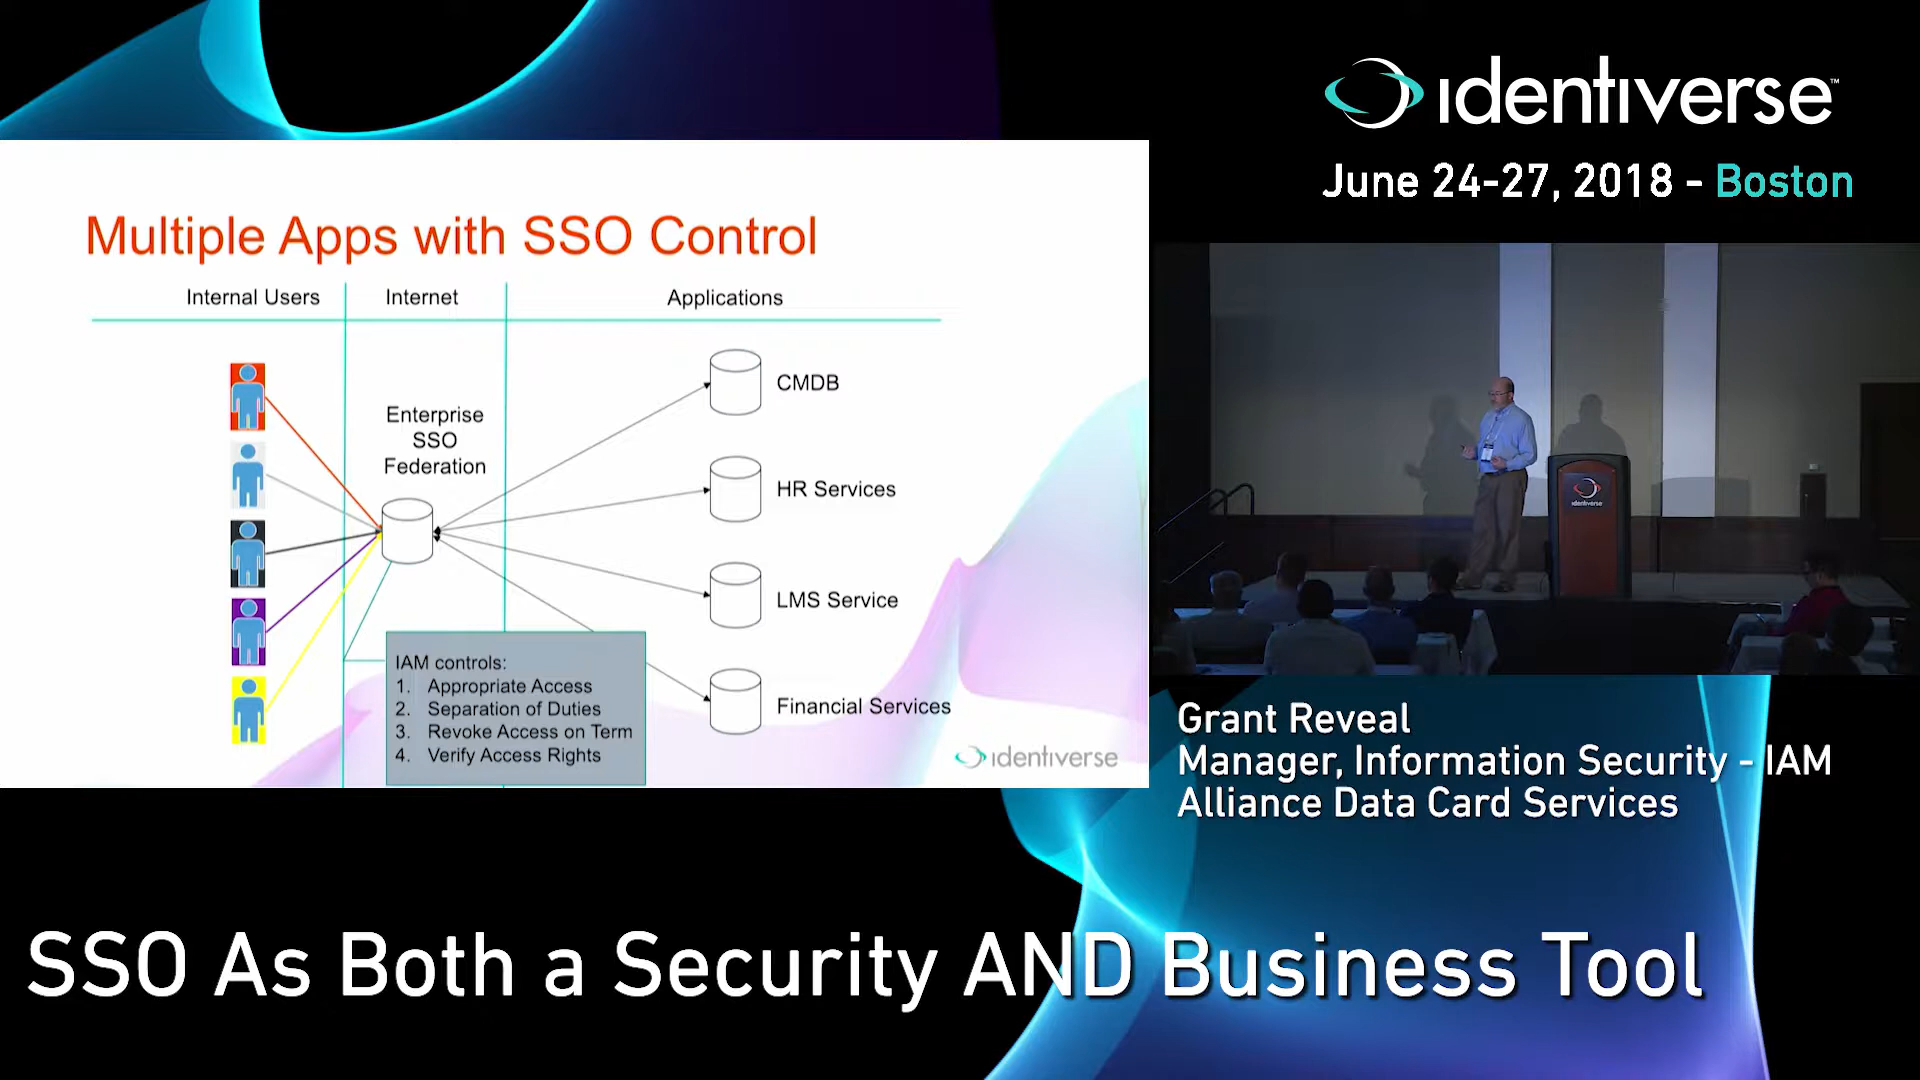 identiverse™
June 24-27, 2018 - Boston
Multiple Apps with SSO Control
Internal Users
Internet
Applications
Enterprise
SSO
Federation
CMDB
HR Services
LMS Service
Financial Services
IAM controls:
1. Appropriate Access
2. Separation of Duties
3. Revoke Access on Term
4. Verify Access Rights
identiverse
identiverse
Grant Reveal
Manager, Information Security - IAM
Alliance Data Card Services
SSO As Both a Security AND Business Tool